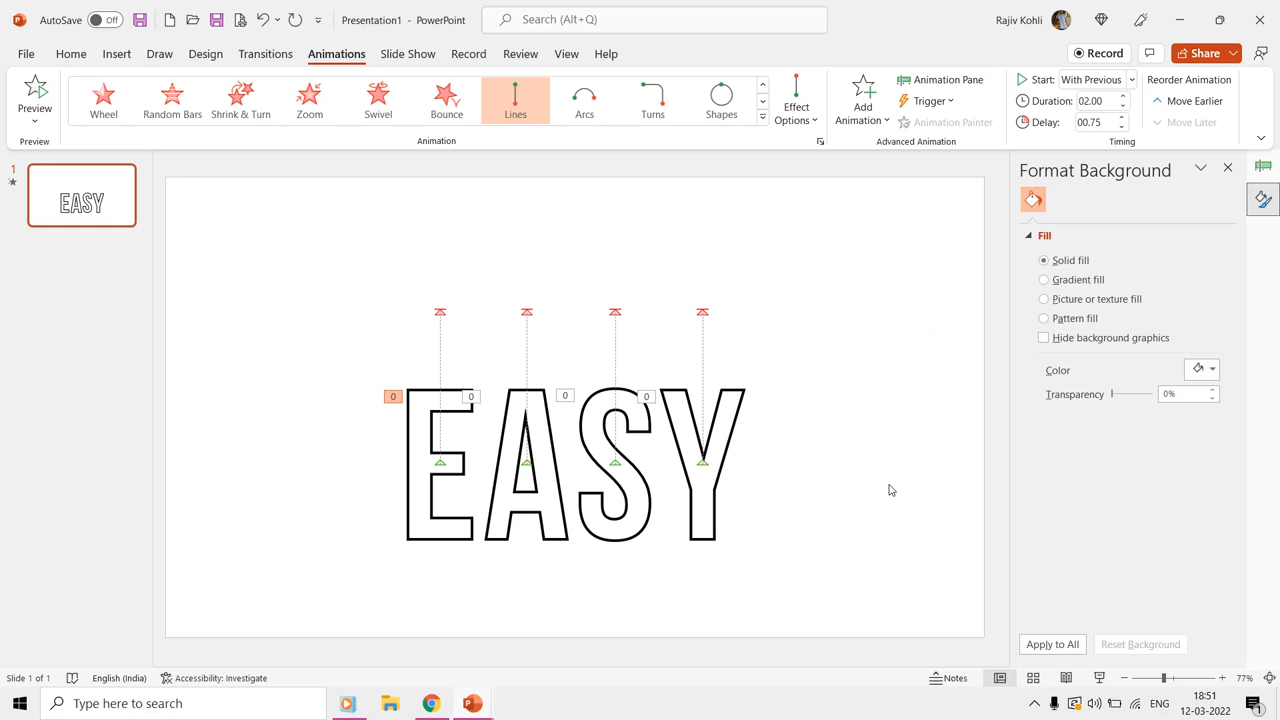 AutoSave Off Presentation1 - PowerPoint Search (Alt+Q) Rajiv Kohli
File Home Insert Draw Design Transitions Animations Slide Show Record Review View Help Record Share
Preview
Wheel Random Bars Shrink & Turn Zoom Swivel Bounce Lines Arcs Turns Shapes
Effect Options
Add Animation
Animation Pane
Trigger
Animation Painter
Start: With Previous
Duration: 02.00
Delay: 00.75
Reorder Animation
Move Earlier
Move Later
Preview Animation Advanced Animation Timing
1
EASY
0 0 0 0
EASY
Format Background
Fill
Solid fill
Gradient fill
Picture or texture fill
Pattern fill
Hide background graphics
Color
Transparency 0%
Apply to All Reset Background
Slide 1 of 1 English (India) Accessibility: Investigate Notes 77%
Type here to search
ENG
18:51
12-03-2022
1